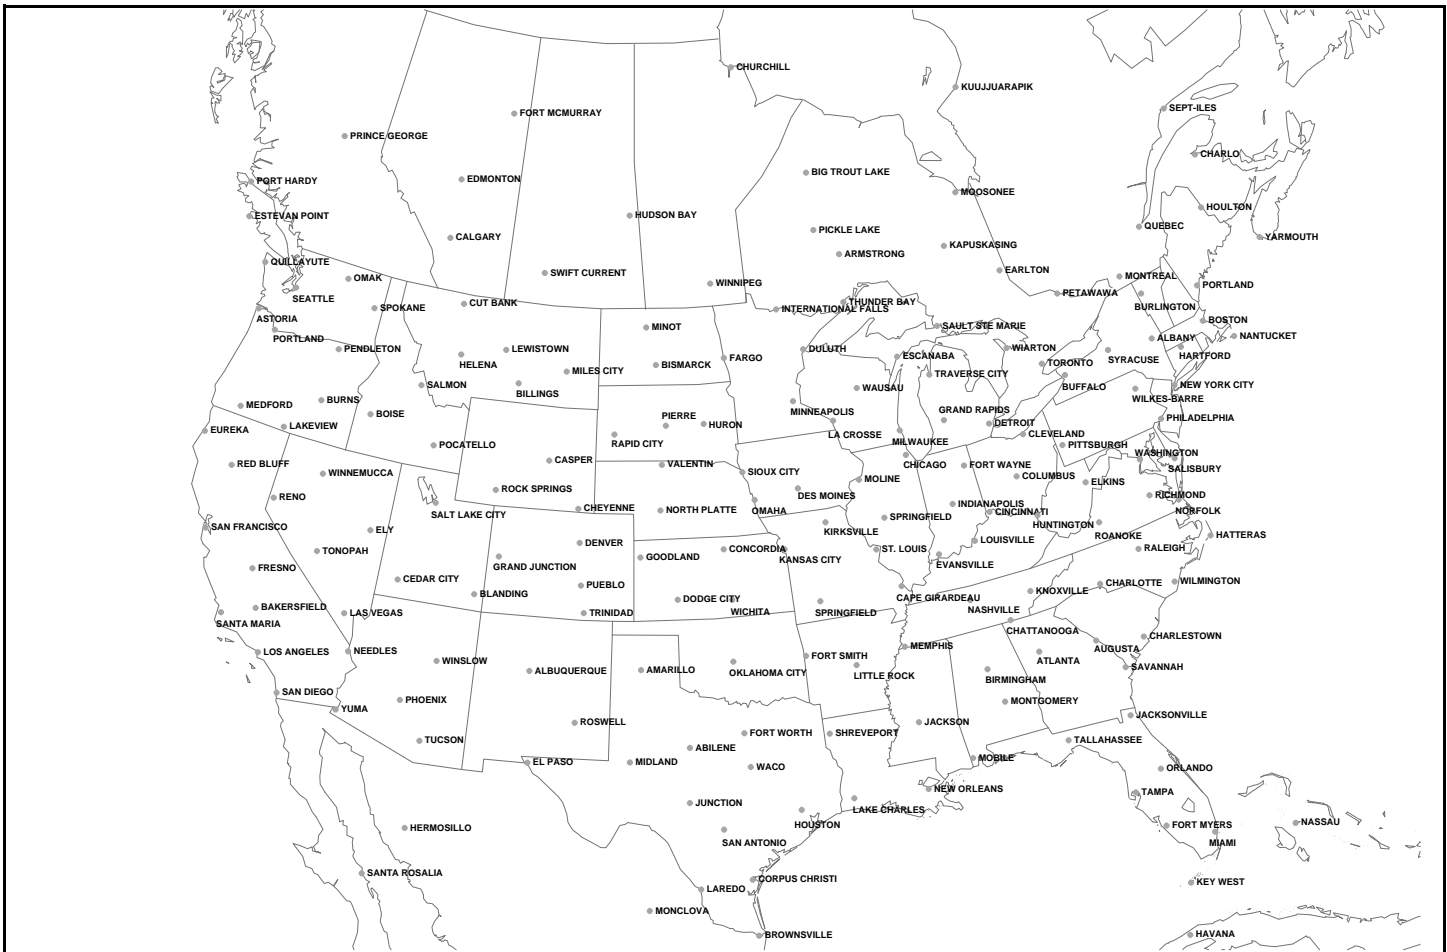 CHURCHILL
KUUJJUARAPIK
SEPT-ILES
FORT MCMURRAY
PRINCE GEORGE
CHARLO
BIG TROUT LAKE
EDMONTON
PORT HARDY
MOOSONEE
HOULTON
ESTEVAN POINT
HUDSON BAY
QUEBEC
PICKLE LAKE
CALGARY
YARMOUTH
KAPUSKASING
ARMSTRONG
QUILLAYUTE
EARLTON
SWIFT CURRENT
MONTREAL
OMAK
WINNIPEG
PORTLAND
PETAWAWA
SEATTLE
THUNDER BAY
CUT BANK
SPOKANE
INTERNATIONAL FALLS
BURLINGTON
ASTORIA
BOSTON
MINOT
SAULT STE MARIE
NANTUCKET
PORTLAND
ALBANY
PENDLETON
LEWISTOWN
DULUTH
WIARTON
HARTFORD
ESCANABA
FARGO
SYRACUSE
TORONTO
HELENA
BISMARCK
MILES CITY
TRAVERSE CITY
SALMON
NEW YORK CITY
BUFFALO
WAUSAU
BILLINGS
WILKES-BARRE
BURNS
MEDFORD
GRAND RAPIDS
MINNEAPOLIS
BOISE
PIERRE
PHILADELPHIA
HURON
DETROIT
LAKEVIEW
EUREKA
LA CROSSE
CLEVELAND
RAPID CITY
MILWAUKEE
POCATELLO
PITTSBURGH
WASHINGTON
CASPER
RED BLUFF
VALENTIN
CHICAGO
FORT WAYNE
SALISBURY
WINNEMUCCA
SIOUX CITY
COLUMBUS
MOLINE
ELKINS
ROCK SPRINGS
DES MOINES
RICHMOND
RENO
INDIANAPOLIS
CHEYENNE
NORTH PLATTE
OMAHA
CINCINNATI
NORFOLK
SALT LAKE CITY
SPRINGFIELD
HUNTINGTON
SAN FRANCISCO
ELY
KIRKSVILLE
ROANOKE
HATTERAS
LOUISVILLE
DENVER
RALEIGH
TONOPAH
CONCORDIA
ST. LOUIS
GOODLAND
KANSAS CITY
EVANSVILLE
GRAND JUNCTION
FRESNO
CEDAR CITY
WILMINGTON
CHARLOTTE
PUEBLO
KNOXVILLE
BLANDING
CAPE GIRARDEAU
DODGE CITY
BAKERSFIELD
NASHVILLE
LAS VEGAS
TRINIDAD
WICHITA
SPRINGFIELD
SANTA MARIA
CHATTANOOGA
CHARLESTOWN
MEMPHIS
AUGUSTA
LOS ANGELES
NEEDLES
FORT SMITH
WINSLOW
ATLANTA
SAVANNAH
ALBUQUERQUE
AMARILLO
OKLAHOMA CITY
LITTLE ROCK
BIRMINGHAM
SAN DIEGO
PHOENIX
MONTGOMERY
YUMA
JACKSONVILLE
ROSWELL
JACKSON
FORT WORTH
SHREVEPORT
TUCSON
TALLAHASSEE
ABILENE
MOBILE
EL PASO
MIDLAND
WACO
ORLANDO
NEW ORLEANS
TAMPA
JUNCTION
LAKE CHARLES
NASSAU
HOUSTON
FORT MYERS
HERMOSILLO
SAN ANTONIO
MIAMI
SANTA ROSALIA
CORPUS CHRISTI
KEY WEST
LAREDO
MONCLOVA
BROWNSVILLE
HAVANA